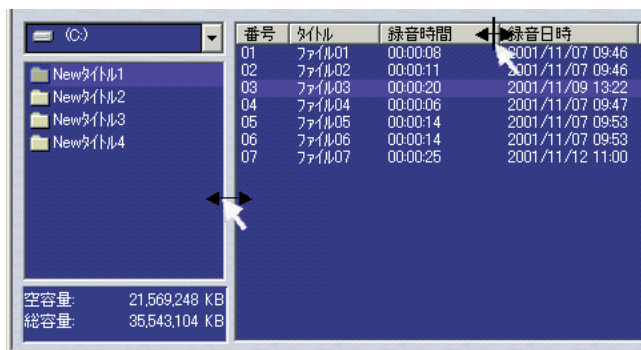 (C:)
Newﾀｲﾄﾙ1
Newﾀｲﾄﾙ2
Newﾀｲﾄﾙ3
Newﾀｲﾄﾙ4
空容量: 21,569,248 KB
総容量: 35,543,104 KB
番号 ﾀｲﾄﾙ 録音時間 録音日時
01 ﾌｧｲﾙ01 00:00:08 2001/11/07 09:46
02 ﾌｧｲﾙ02 00:00:11 2001/11/07 09:46
03 ﾌｧｲﾙ03 00:00:20 2001/11/09 13:22
04 ﾌｧｲﾙ04 00:00:06 2001/11/07 09:47
05 ﾌｧｲﾙ05 00:00:14 2001/11/07 09:53
06 ﾌｧｲﾙ06 00:00:14 2001/11/07 09:53
07 ﾌｧｲﾙ07 00:00:25 2001/11/12 11:00